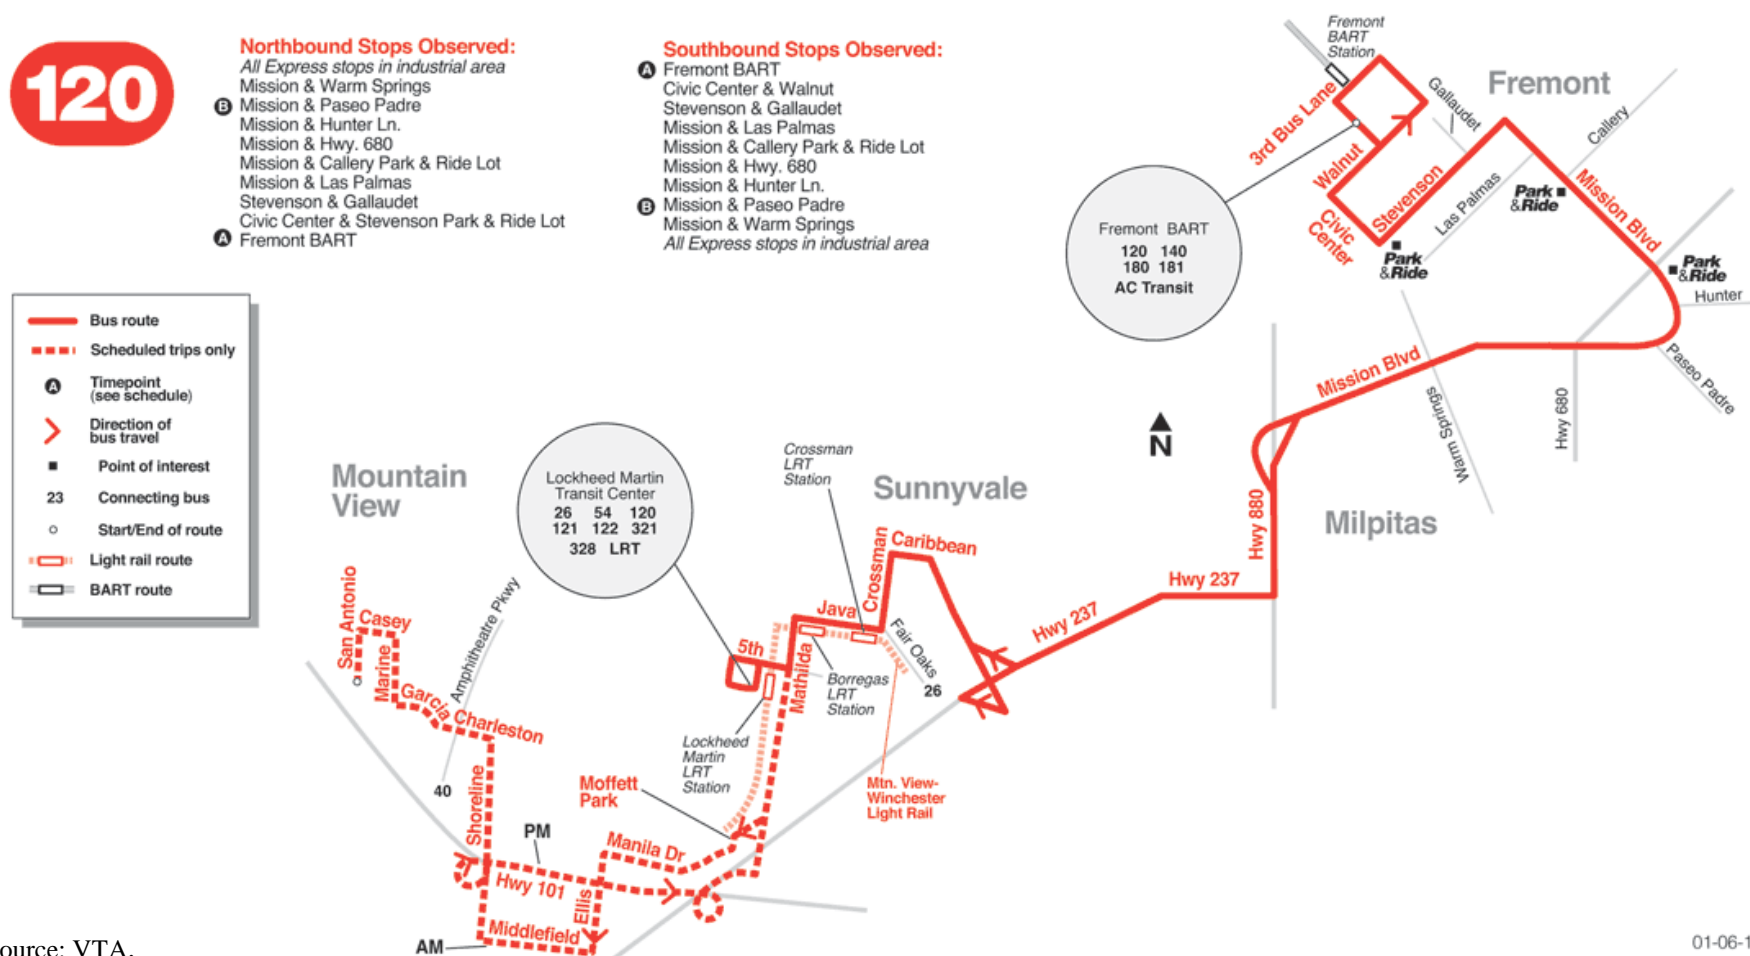 120
Northbound Stops Observed:
All Express stops in industrial area
Mission & Warm Springs
B Mission & Paseo Padre
Mission & Hunter Ln.
Mission & Hwy. 680
Mission & Callery Park & Ride Lot
Mission & Las Palmas
Stevenson & Gallaudet
Civic Center & Stevenson Park & Ride Lot
A Fremont BART
Southbound Stops Observed:
A Fremont BART
Civic Center & Walnut
Stevenson & Gallaudet
Mission & Las Palmas
Mission & Callery Park & Ride Lot
Mission & Hwy. 680
Mission & Hunter Ln.
B Mission & Paseo Padre
Mission & Warm Springs
All Express stops in industrial area
Bus route
Scheduled trips only
A Timepoint
(see schedule)
Direction of
bus travel
Point of interest
23 Connecting bus
Start/End of route
Light rail route
BART route
Fremont
BART
Station
Fremont
3rd Bus Lane
Gallaudet
Callery
Walnut
Stevenson
Las Palmas
Park
&Ride
Mission Blvd
Civic
Center
Park
&Ride
Park
&Ride
Hunter
Fremont BART
120 140
180 181
AC Transit
Mission Blvd
Paseo Padre
Warm Springs
Hwy 680
N
Hwy 880
Milpitas
Hwy 237
Hwy 237
Mountain
View
Lockheed Martin
Transit Center
26 54 120
121 122 321
328 LRT
Crossman
LRT
Station
Sunnyvale
Crossman
Caribbean
Java
Fair Oaks
26
5th
Mathilda
Borregas
LRT
Station
Lockheed
Martin
LRT
Station
Mtn. View-
Winchester
Light Rail
San Antonio
Casey
Marine
Garcia
Charleston
Amphitheatre Pkwy
40
Shoreline
Moffett
Park
PM
Manila Dr
Hwy 101
Ellis
Middlefield
AM
ource: VTA.
01-06-1